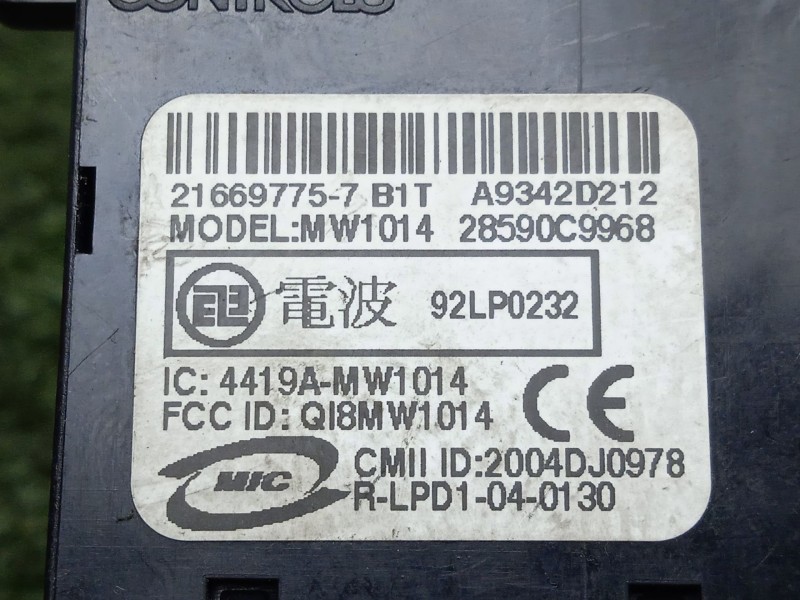 CONTROLS
21669775-7 B1T A9342D212
MODEL:MW1014 28590C9968
電波 92LP0232
IC: 4419A-MW1014
FCC ID: QI8MW1014
CE
MIC CMII ID:2004DJ0978
R-LPD1-04-0130